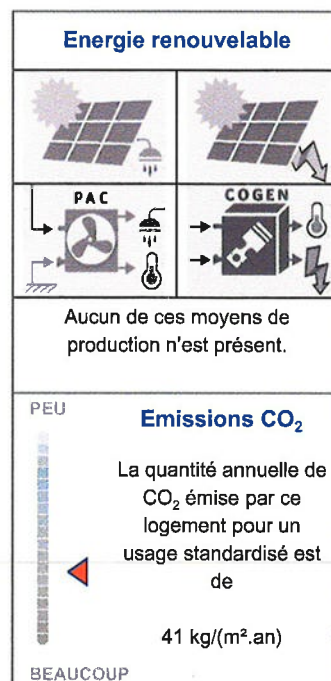 Energie renouvelable
PAC
COGEN
Aucun de ces moyens de
production n'est présent.
PEU
Emissions CO₂
La quantité annuelle de
CO₂ émise par ce
logement pour un
usage standardisé est
de
41 kg/(m².an)
BEAUCOUP